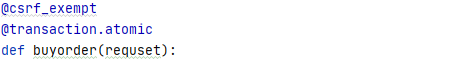 @csrf_exempt
@transaction.atomic
def buyorder(requset):